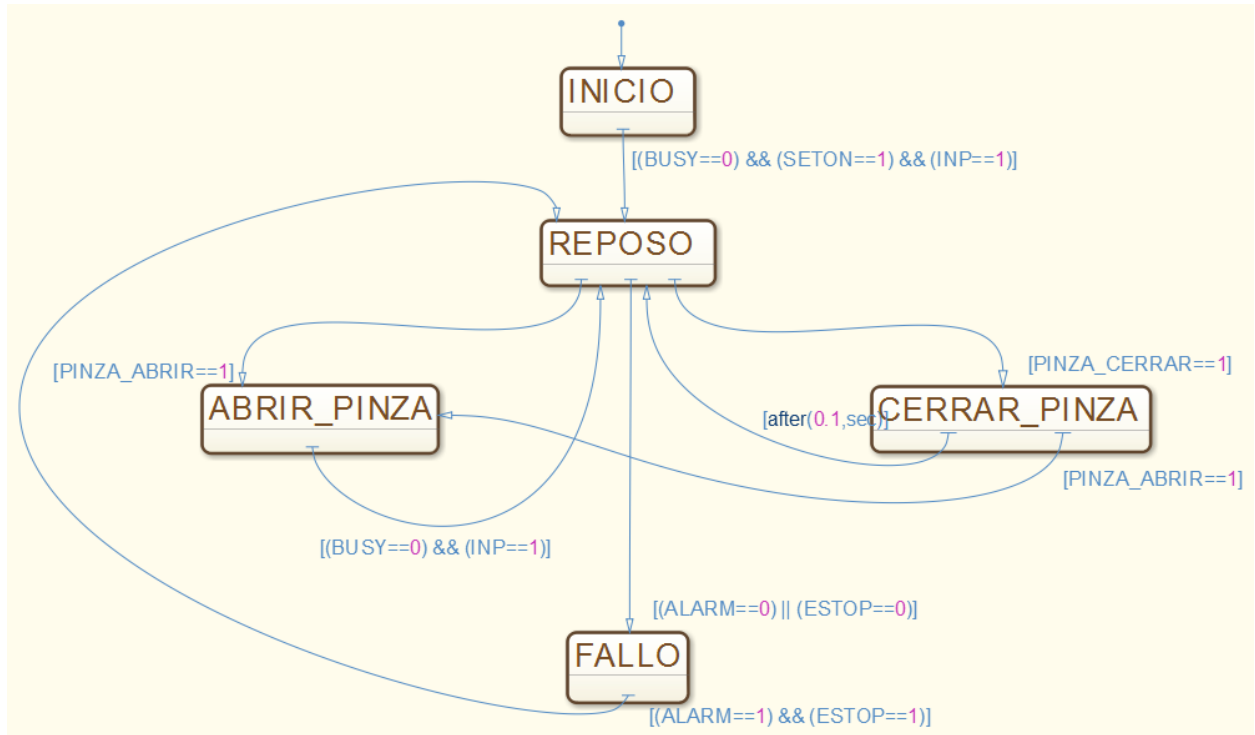 INICIO
[(BUSY==0) && (SETON==1) && (INP==1)]
REPOSO
[PINZA_ABRIR==1]
[PINZA_CERRAR==1]
ABRIR_PINZA
[after(0.1,sec)]
CERRAR_PINZA
[PINZA_ABRIR==1]
[(BUSY==0) && (INP==1)]
[(ALARM==0) || (ESTOP==0)]
FALLO
[(ALARM==1) && (ESTOP==1)]